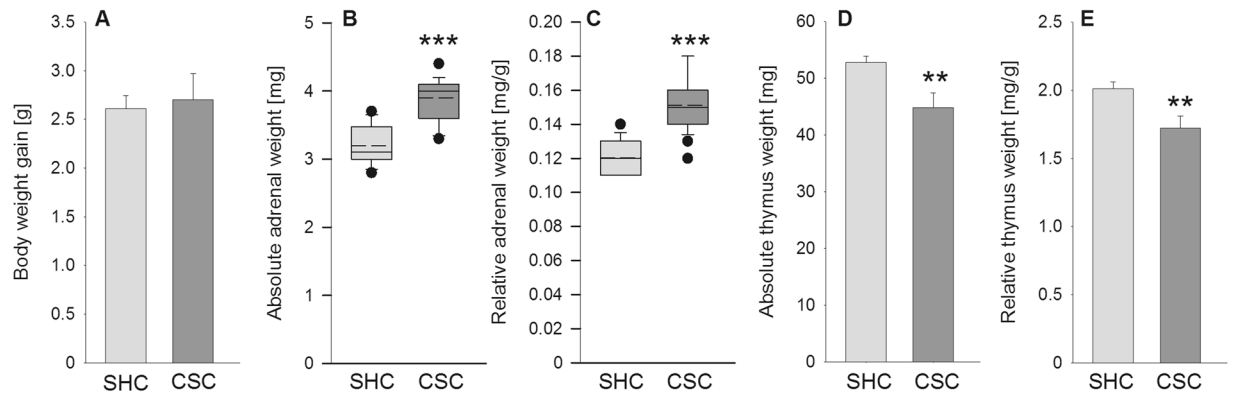 A
Body weight gain [g]
3.5
3.0
2.5
2.0
1.5
1.0
0.5
0
SHC CSC
B
Absolute adrenal weight [mg]
5
4
3
2
1
0
***
SHC CSC
C
Relative adrenal weight [mg/g]
0.20
0.18
0.16
0.14
0.12
0.10
0.08
0.06
0.04
0.02
0
***
SHC CSC
D
Absolute thymus weight [mg]
60
50
40
60
20
60
60
**
SHC CSC
E
Relative thymus weight [mg/g]
2.5
2.0
1.5
1.0
0.5
0
**
SHC CSC